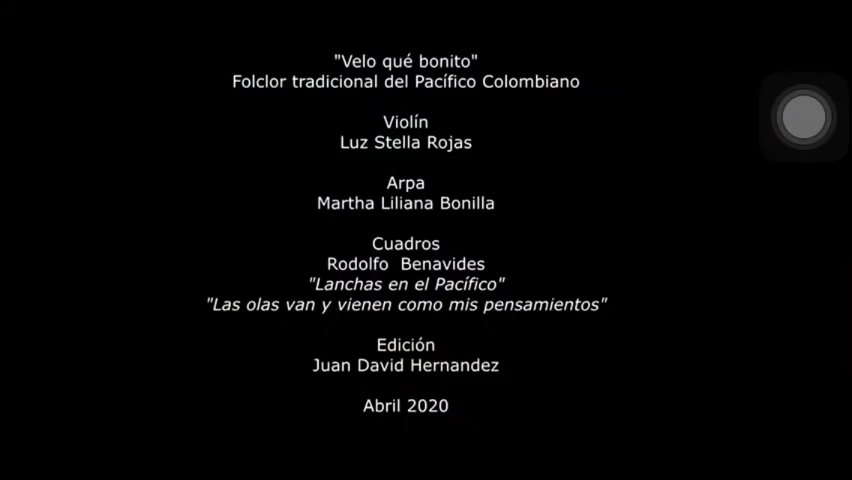 "Velo qué bonito"
Folclor tradicional del Pacífico Colombiano
Violín
Luz Stella Rojas
Arpa
Martha Liliana Bonilla
Cuadros
Rodolfo Benavides
"Lanchas en el Pacífico"
"Las olas van y vienen como mis pensamientos"
Edición
Juan David Hernandez
Abril 2020